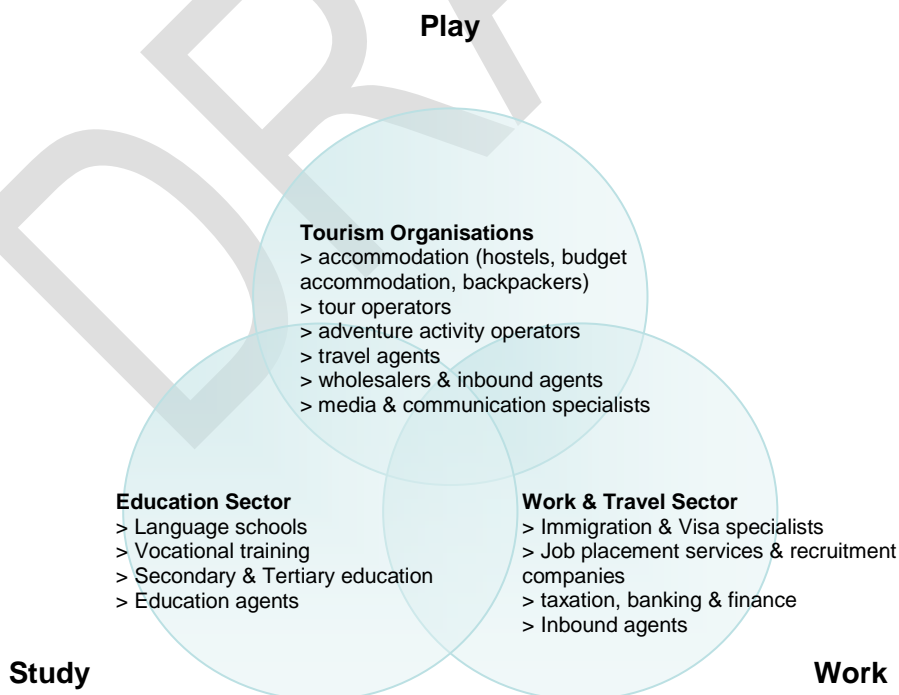 Play
Tourism Organisations
> accommodation (hostels, budget
accommodation, backpackers)
> tour operators
> adventure activity operators
> travel agents
> wholesalers & inbound agents
> media & communication specialists
Education Sector
> Language schools
> Vocational training
> Secondary & Tertiary education
> Education agents
Work & Travel Sector
> Immigration & Visa specialists
> Job placement services & recruitment
companies
> taxation, banking & finance
> Inbound agents
Study
Work